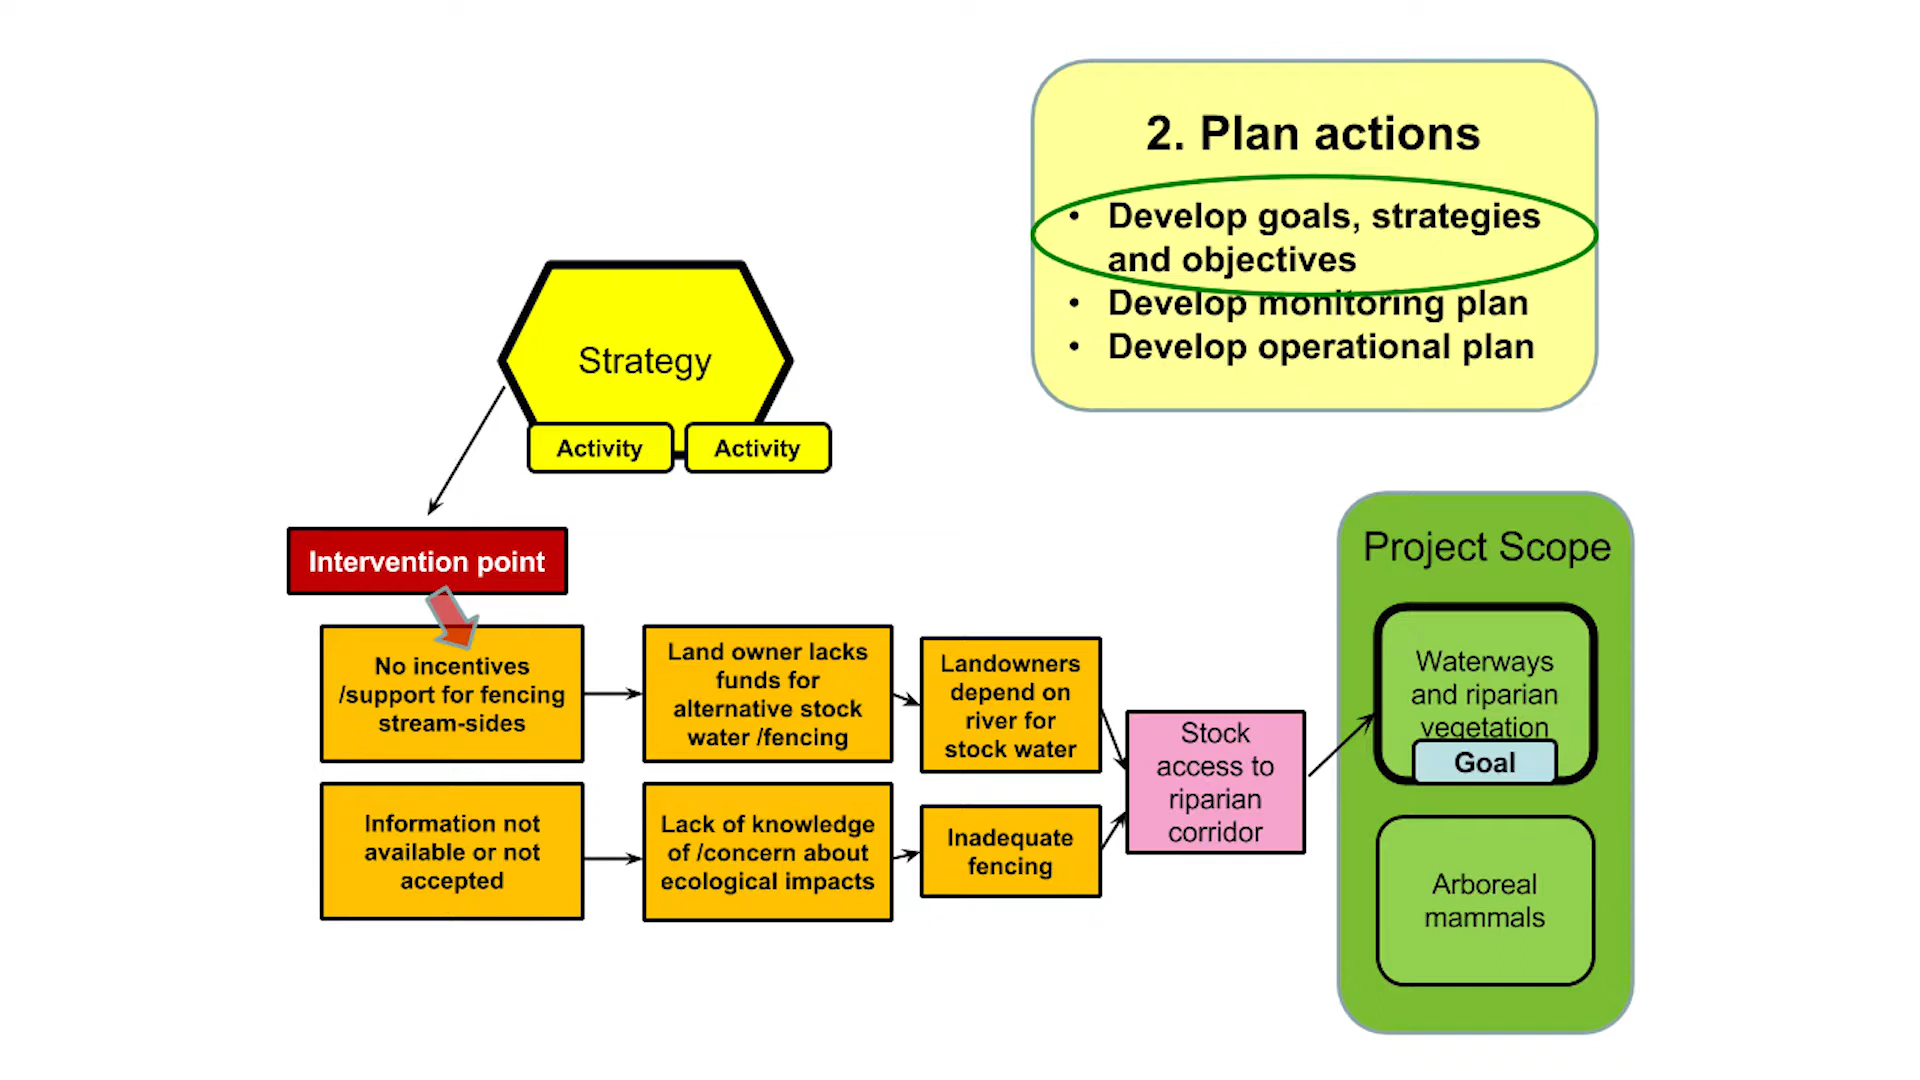 2. Plan actions
• Develop goals, strategies
and objectives
• Develop monitoring plan
• Develop operational plan
Strategy
Activity
Activity
Intervention point
No incentives
/support for fencing
stream-sides
Land owner lacks
funds for
alternative stock
water /fencing
Landowners
depend on
river for
stock water
Information not
available or not
accepted
Lack of knowledge
of /concern about
ecological impacts
Inadequate
fencing
Stock
access to
riparian
corridor
Project Scope
Waterways
and riparian
vegetation
Goal
Arboreal
mammals